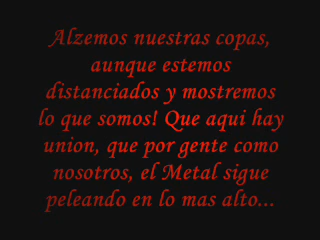 Alzemos nuestras copas,
aunque estemos
distanciados y mostremos
lo que somos! Que aqui hay
union, que por gente como
nosotros, el Metal sigue
peleando en lo mas alto...